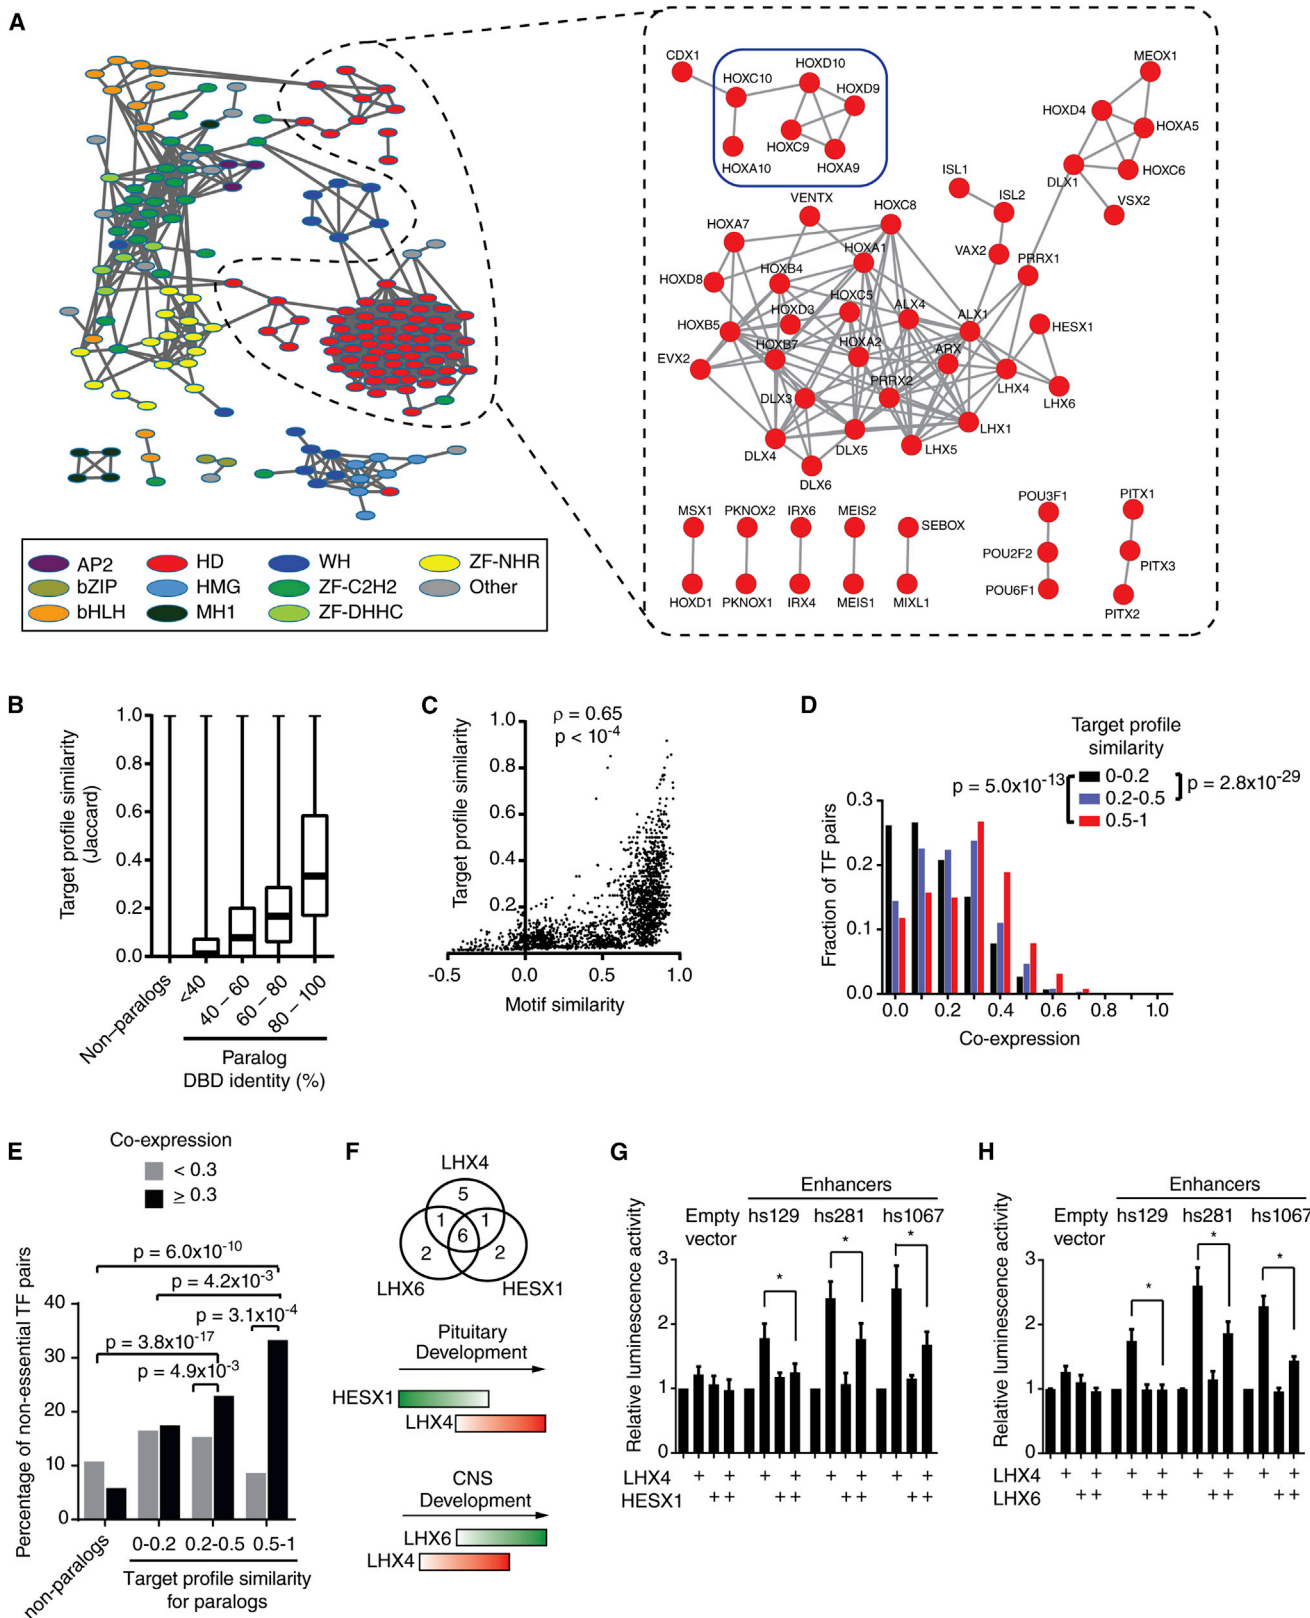 A
CDX1
HOXC10
HOXD10
HOXD9
HOXC9
HOXA10
HOXA9
MEOX1
HOXD4
HOXA5
HOXC6
DLX1
VSX2
ISL1
ISL2
VAX2
PRRX1
VENTX
HOXC8
HOXA7
HOXA1
HOXD8
HOXB4
HOXC5
ALX4
ALX1
HESX1
HOXD3
HOXB5
HOXB7
HOXA2
ARX
EVX2
PRRX2
LHX4
LHX6
DLX3
LHX1
DLX4
DLX5
LHX5
DLX6
MSX1
PKNOX2
IRX6
MEIS2
SEBOX
POU3F1
PITX1
POU2F2
PITX3
HOXD1
PKNOX1
IRX4
MEIS1
MIXL1
POU6F1
PITX2
AP2
HD
WH
ZF-NHR
bZIP
HMG
ZF-C2H2
Other
bHLH
MH1
ZF-DHHC
B
Target profile similarity
(Jaccard)
1.0
0.8
0.6
0.4
0.2
0.0
Non–paralogs
<40
40 – 60
60 – 80
80 – 100
Paralog
DBD identity (%)
C
Target profile similarity
1.0
0.8
0.6
0.4
0.2
ρ = 0.65
p < 10-4
-0.5
0.0
0.5
1.0
Motif similarity
D
Target profile
similarity
p = 5.0x10-13
0-0.2
0.2-0.5
0.5-1
p = 2.8x10-29
Fraction of TF pairs
0.3
0.2
0.1
0.0
0.0
0.2
0.4
0.6
0.8
1.0
Co-expression
E
Co-expression
< 0.3
≥ 0.3
p = 6.0x10-10
p = 4.2x10-3
p = 3.1x10-4
p = 3.8x10-17
p = 4.9x10-3
Percentage of non-essential TF pairs
40
30
20
10
0
non-paralogs
0-0.2
0.2-0.5
0.5-1
Target profile similarity
for paralogs
F
LHX4
5
1
1
6
2
2
LHX6
HESX1
Pituitary
Development
HESX1
LHX4
CNS
Development
LHX6
LHX4
G
Enhancers
Empty
vector
hs129
hs281
hs1067
Relative luminescence activity
3
2
1
0
*
*
*
LHX4 + + + + + + + +
HESX1 ++ ++ ++ ++
H
Enhancers
Empty
vector
hs129
hs281
hs1067
Relative luminescence activity
3
2
1
0
*
*
*
LHX4 + + + + + + + +
LHX6 ++ ++ ++ ++